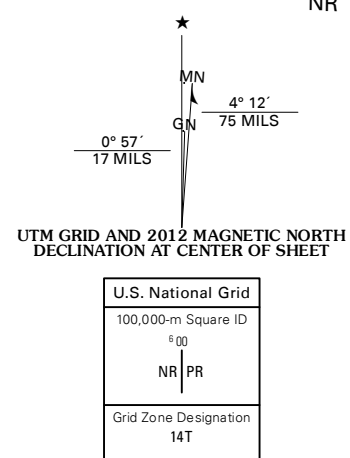 NR
★
MN
4° 12´
75 MILS
GN
0° 57´
17 MILS
UTM GRID AND 2012 MAGNETIC NORTH
DECLINATION AT CENTER OF SHEET
U.S. National Grid
100,000-m Square ID
6 00
NR PR
Grid Zone Designation
14T